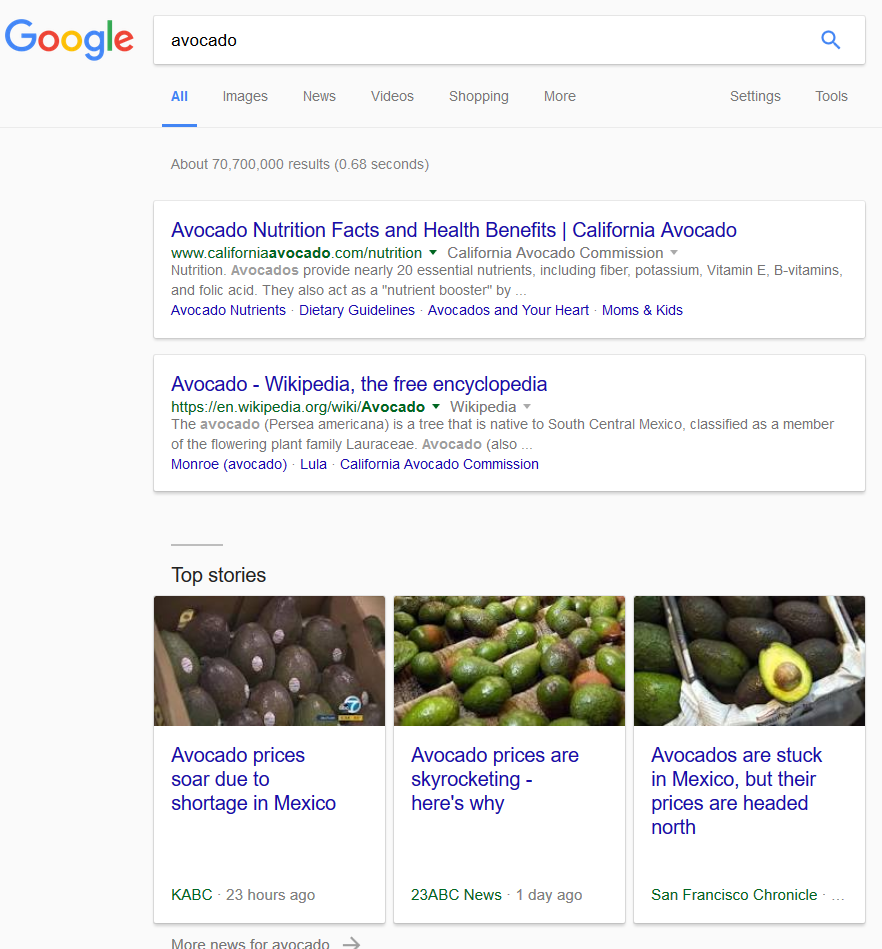 Google
avocado
All Images News Videos Shopping More Settings Tools
About 70,700,000 results (0.68 seconds)
Avocado Nutrition Facts and Health Benefits | California Avocado
www.californiaavocado.com/nutrition California Avocado Commission
Nutrition. Avocados provide nearly 20 essential nutrients, including fiber, potassium, Vitamin E, B-vitamins,
and folic acid. They also act as a "nutrient booster" by ...
Avocado Nutrients · Dietary Guidelines · Avocados and Your Heart · Moms & Kids
Avocado - Wikipedia, the free encyclopedia
https://en.wikipedia.org/wiki/Avocado Wikipedia
The avocado (Persea americana) is a tree that is native to South Central Mexico, classified as a member
of the flowering plant family Lauraceae. Avocado (also ...
Monroe (avocado) · Lula · California Avocado Commission
Top stories
7
Avocado prices
soar due to
shortage in Mexico
KABC · 23 hours ago
Avocado prices are
skyrocketing -
here's why
23ABC News · 1 day ago
Avocados are stuck
in Mexico, but their
prices are headed
north
San Francisco Chronicle · ...
More news for avocado